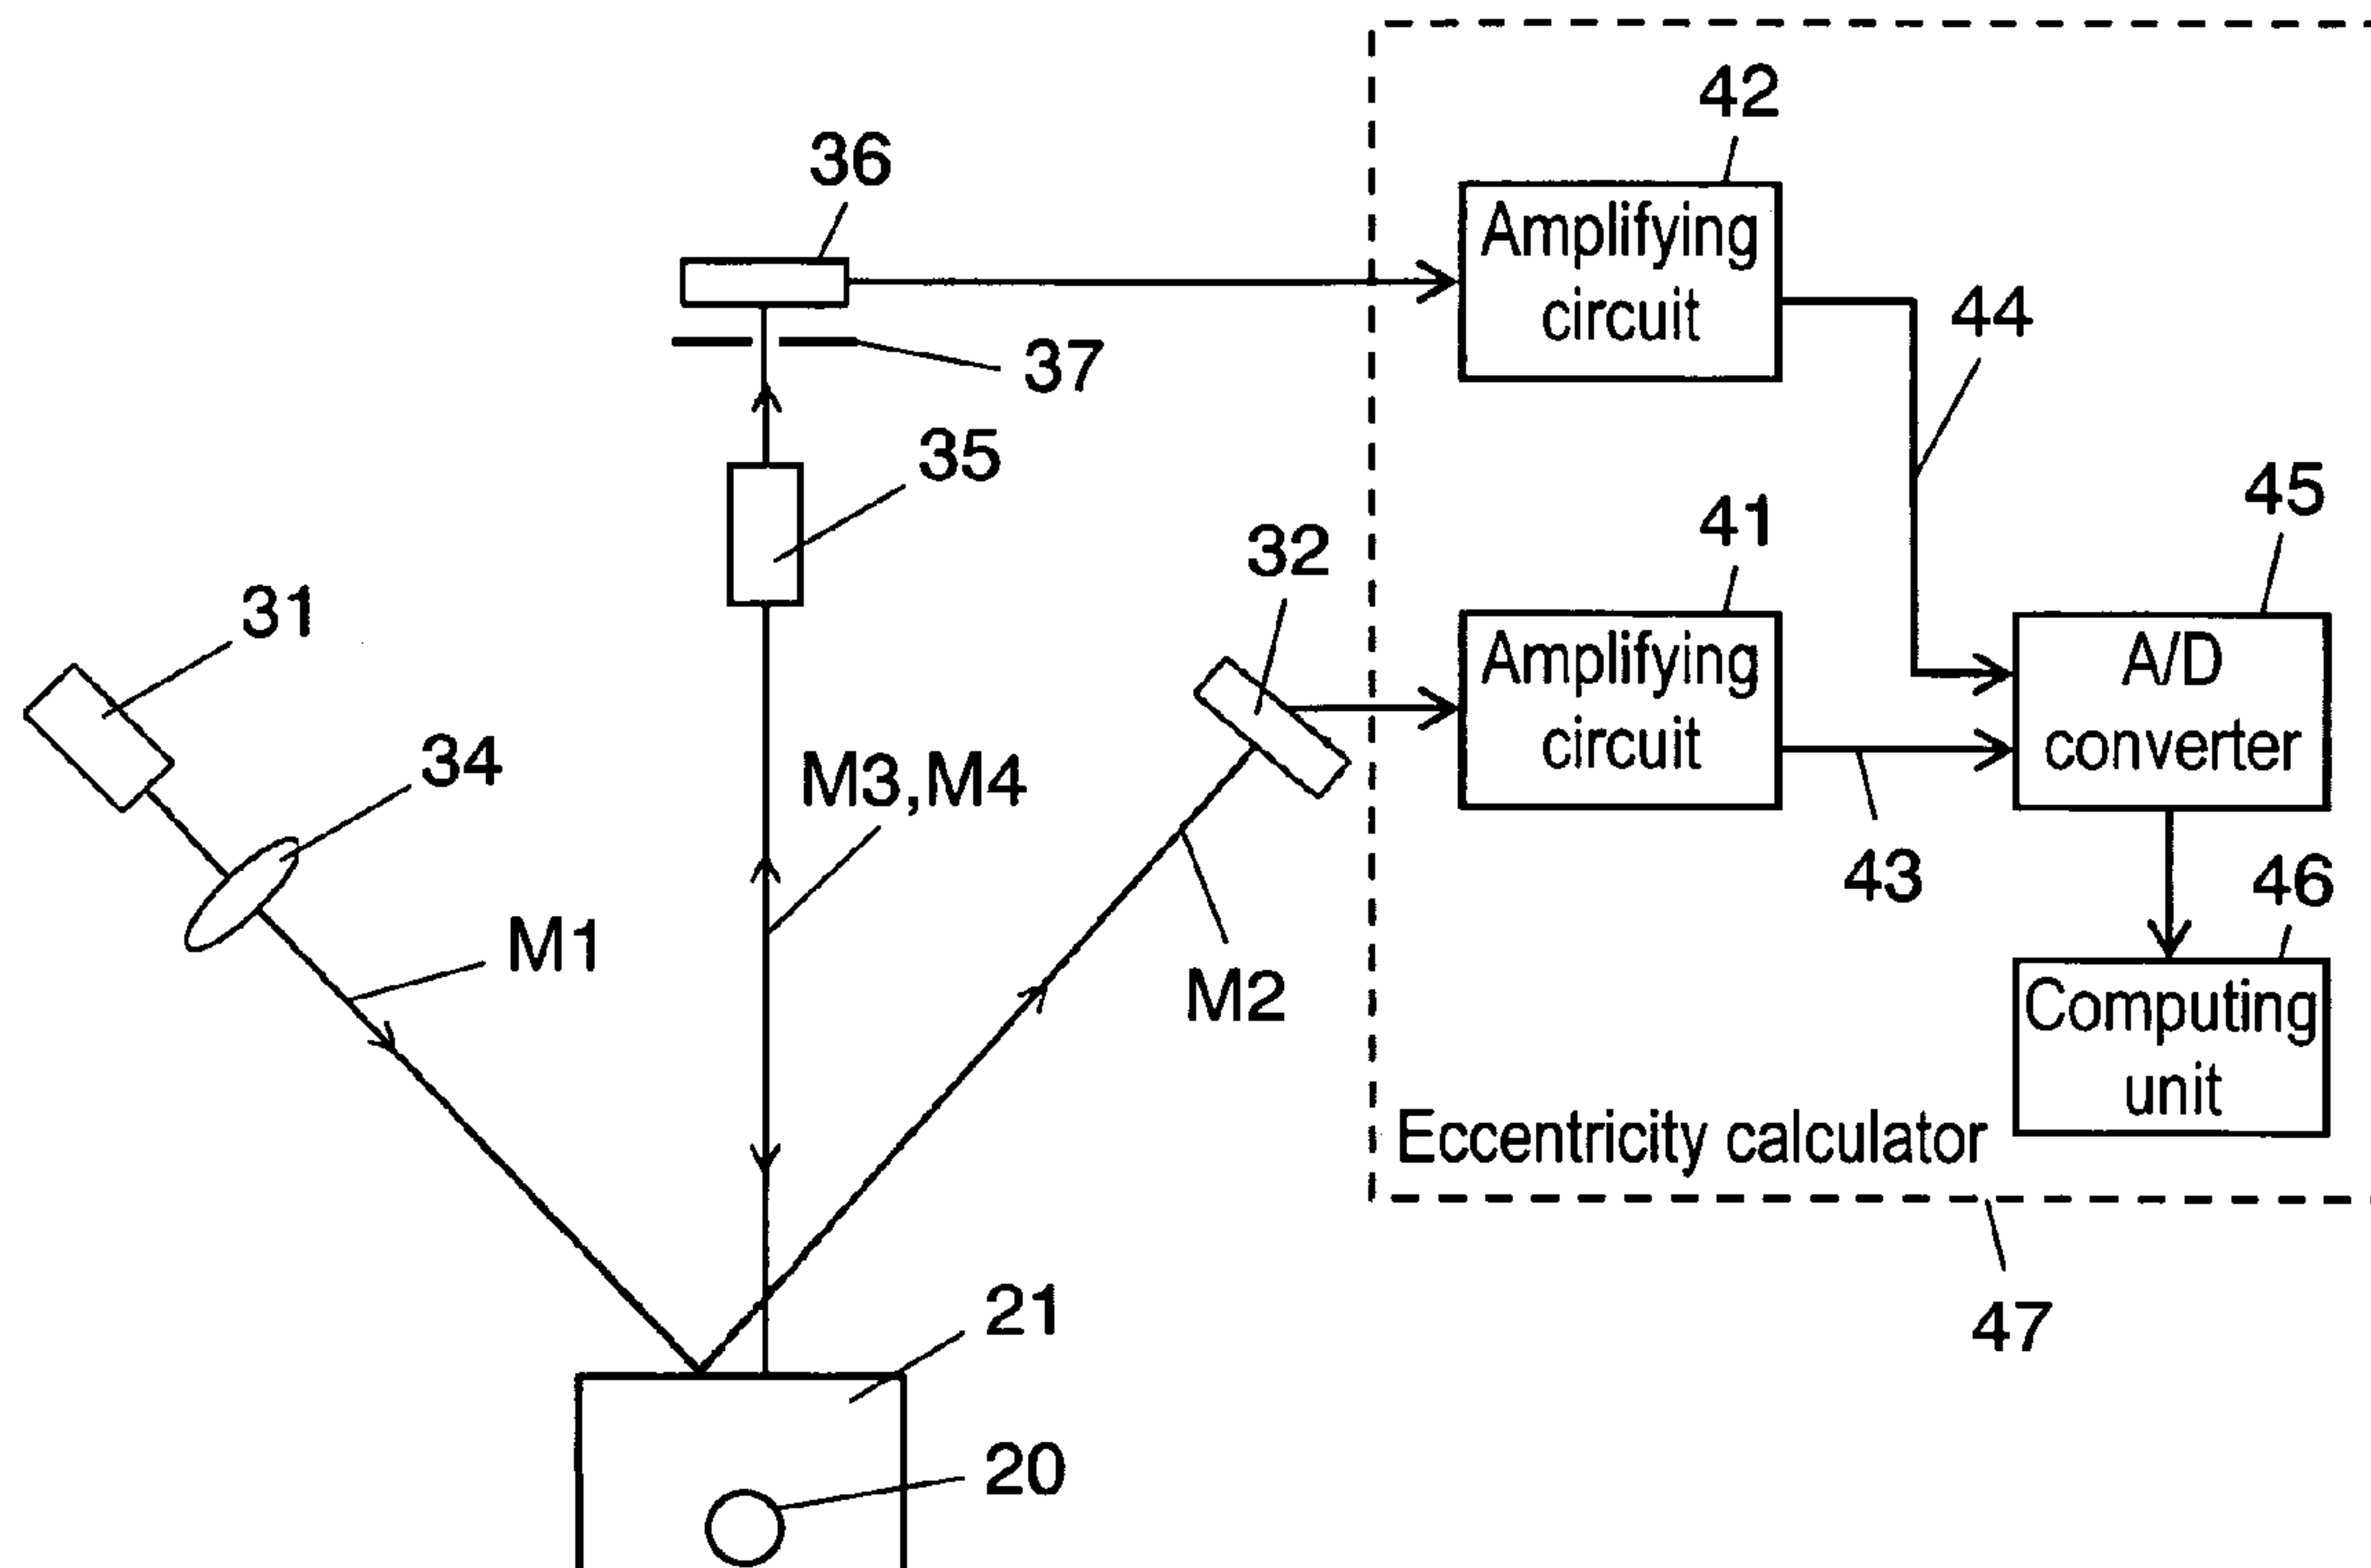 42
36
Amplifying
circuit
44
37
35
45
41
32
31
Amplifying
circuit
A/D
converter
34
M3,M4
43
46
M1
M2
Computing
unit
Eccentricity calculator
21
47
20